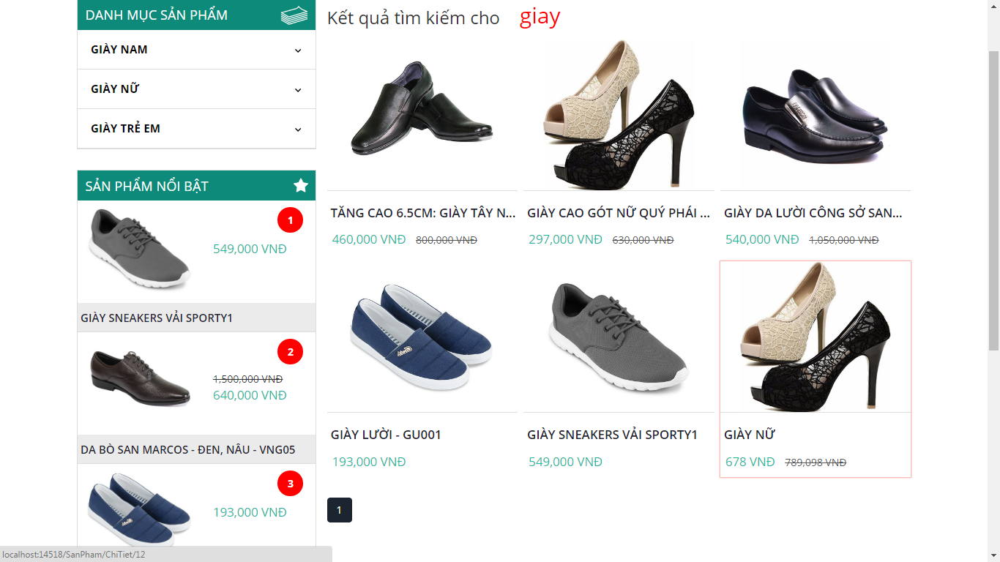 DANH MỤC SẢN PHẨM
GIÀY NAM
GIÀY NỮ
GIÀY TRẺ EM
SẢN PHẨM NỔI BẬT
1
549,000 VNĐ
GIÀY SNEAKERS VẢI SPORTY1
2
1,500,000 VNĐ
640,000 VNĐ
DA BÒ SAN MARCOS - ĐEN, NÂU - VNG05
3
193,000 VNĐ
Kết quả tìm kiếm cho giay
TĂNG CAO 6.5CM: GIÀY TÂY N...
460,000 VNĐ 800,000 VNĐ
GIÀY CAO GÓT NỮ QUÝ PHÁI ...
297,000 VNĐ 630,000 VNĐ
GIÀY DA LƯỜI CÔNG SỞ SAN...
540,000 VNĐ 1,050,000 VNĐ
GIÀY LƯỜI - GU001
193,000 VNĐ
GIÀY SNEAKERS VẢI SPORTY1
549,000 VNĐ
GIÀY NỮ
678 VNĐ 789,098 VNĐ
1
localhost:14518/SanPham/ChiTiet/12